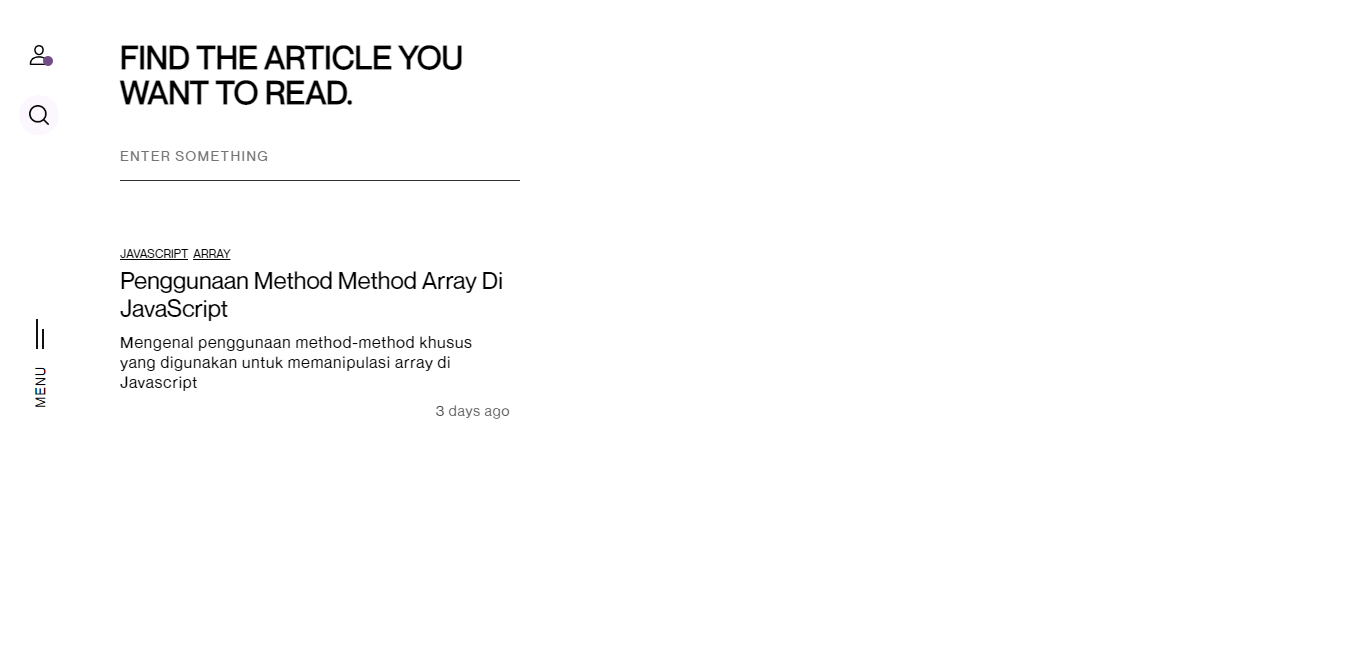 FIND THE ARTICLE YOU
WANT TO READ.
ENTER SOMETHING
JAVASCRIPT ARRAY
Penggunaan Method Method Array Di
JavaScript
Mengenal penggunaan method-method khusus
yang digunakan untuk memanipulasi array di
Javascript
3 days ago
MENU